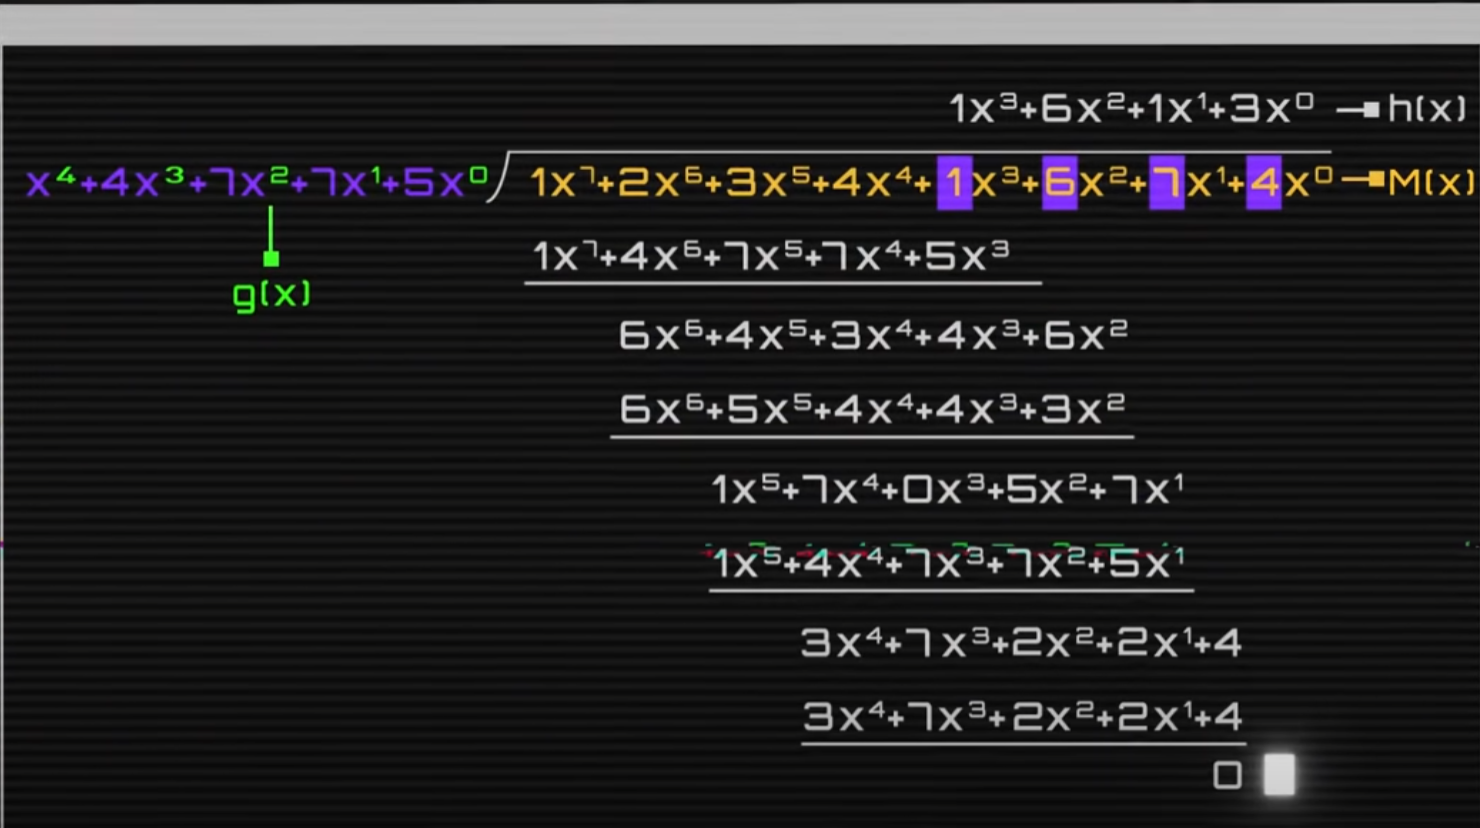 1x³+6x²+1x¹+3x⁰ h(x)
x⁴+4x³+7x²+7x¹+5x⁰ 1x⁷+2x⁶+3x⁵+4x⁴+1x³+6x²+7x¹+4x⁰ M(x)
1x⁷+4x⁶+7x⁵+7x⁴+5x³
g(x)
6x⁶+4x⁵+3x⁴+4x³+6x²
6x⁶+5x⁵+4x⁴+4x³+3x²
1x⁵+7x⁴+0x³+5x²+7x¹
1x⁵+4x⁴+7x³+7x²+5x¹
3x⁴+7x³+2x²+2x¹+4
3x⁴+7x³+2x²+2x¹+4
0